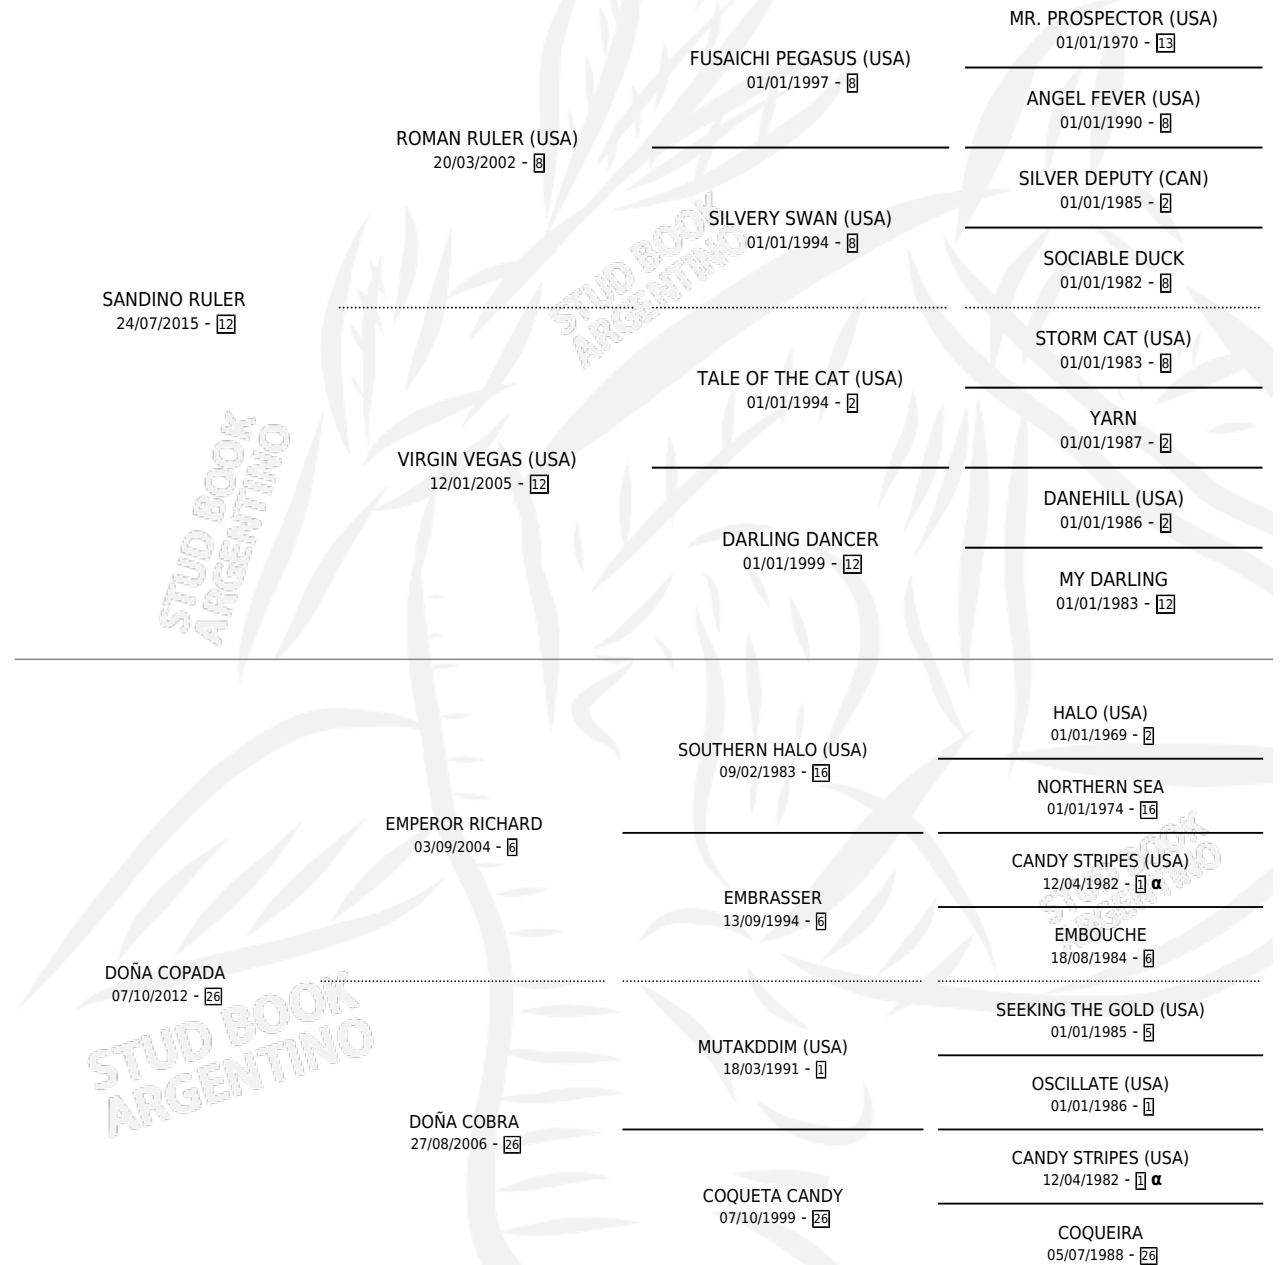 MR. PROSPECTOR (USA)
01/01/1970 - 13
FUSAICHI PEGASUS (USA)
01/01/1997 - 8
ANGEL FEVER (USA)
01/01/1990 - 8
ROMAN RULER (USA)
20/03/2002 - 8
SILVER DEPUTY (CAN)
01/01/1985 - 2
SILVERY SWAN (USA)
01/01/1994 - 8
SOCIABLE DUCK
01/01/1982 - 8
SANDINO RULER
24/07/2015 - 12
STORM CAT (USA)
01/01/1983 - 8
TALE OF THE CAT (USA)
01/01/1994 - 2
YARN
01/01/1987 - 2
VIRGIN VEGAS (USA)
12/01/2005 - 12
DANEHILL (USA)
01/01/1986 - 2
DARLING DANCER
01/01/1999 - 12
MY DARLING
01/01/1983 - 12
HALO (USA)
01/01/1969 - 2
SOUTHERN HALO (USA)
09/02/1983 - 16
NORTHERN SEA
01/01/1974 - 16
EMPEROR RICHARD
03/09/2004 - 6
CANDY STRIPES (USA)
12/04/1982 - 1 α
EMBRASSER
13/09/1994 - 6
EMBOUCHE
18/08/1984 - 6
DOÑA COPADA
07/10/2012 - 26
SEEKING THE GOLD (USA)
01/01/1985 - 5
MUTAKDDIM (USA)
18/03/1991 - 1
OSCILLATE (USA)
01/01/1986 - 1
DOÑA COBRA
27/08/2006 - 26
CANDY STRIPES (USA)
12/04/1982 - 1 α
COQUETA CANDY
07/10/1999 - 26
COQUEIRA
05/07/1988 - 26
STUD BOOK
ARGENTINO
STUD BOOK
ARGENTINO
STUD BOOK
ARGENTINO
STUD BOOK
ARGENTINO